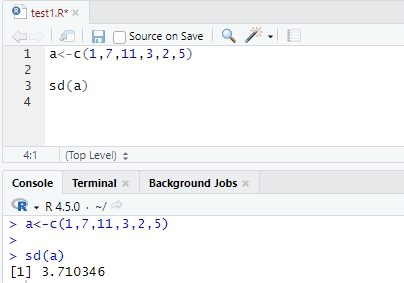 test1.R*
Source on Save
1 a<-c(1,7,11,3,2,5)
2
3 sd(a)
4
4:1 (Top Level)
Console Terminal Background Jobs
R 4.5.0 · ~/
> a<-c(1,7,11,3,2,5)
>
> sd(a)
[1] 3.710346